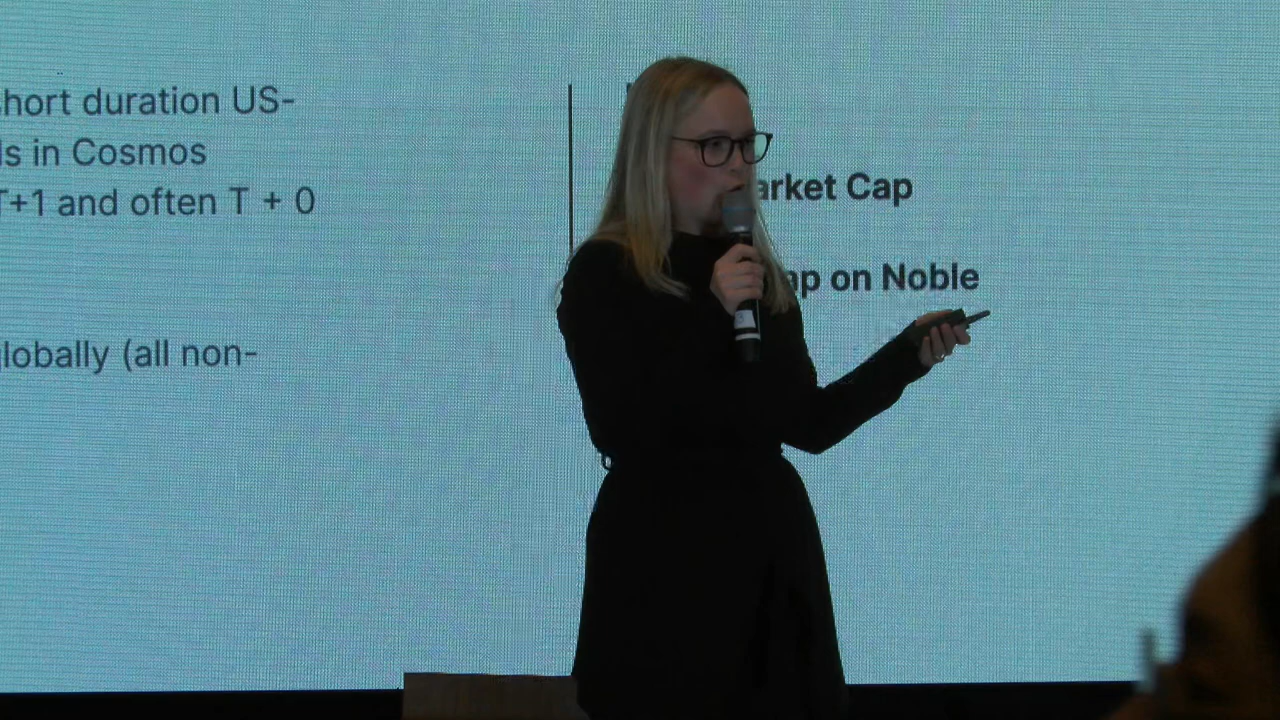 hort duration US-
ls in Cosmos
T+1 and often T + 0
lobally (all non-
arket Cap
ap on Noble